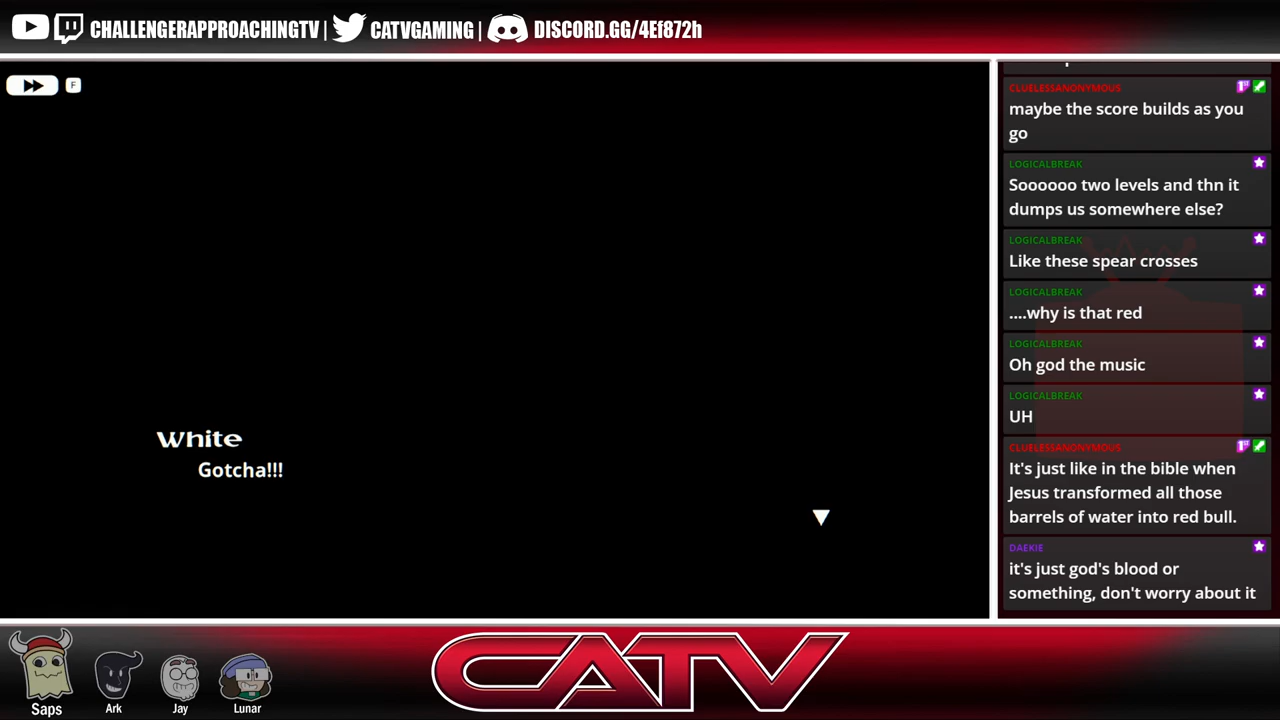 CHALLENGERAPPROACHINGTV | CATVGAMING | DISCORD.GG/4Ef872h
F
White
Gotcha!!!
CLUELESSANONYMOUS
maybe the score builds as you
go
LOGICALBREAK
Soooooo two levels and thn it
dumps us somewhere else?
LOGICALBREAK
Like these spear crosses
LOGICALBREAK
....why is that red
LOGICALBREAK
Oh god the music
LOGICALBREAK
UH
CLUELESSANONYMOUS
It's just like in the bible when
Jesus transformed all those
barrels of water into red bull.
DAEKIE
it's just god's blood or
something, don't worry about it
Saps
Ark
Jay
Lunar
CATV